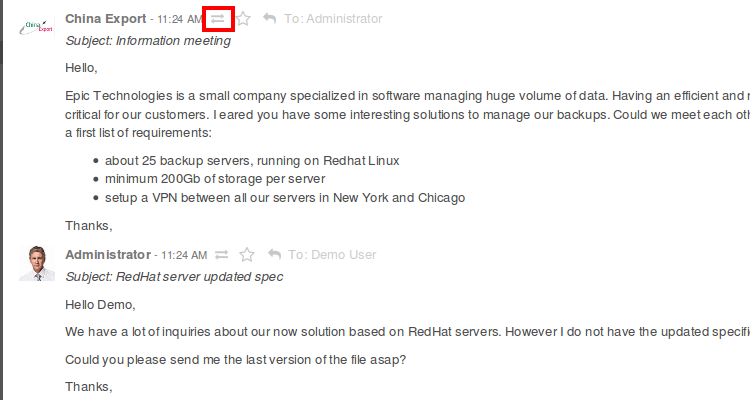 China Export
China Export - 11:24 AM To: Administrator
Subject: Information meeting
Hello,
Epic Technologies is a small company specialized in software managing huge volume of data. Having an efficient and
critical for our customers. I eared you have some interesting solutions to manage our backups. Could we meet each
a first list of requirements:
• about 25 backup servers, running on Redhat Linux
• minimum 200Gb of storage per server
• setup a VPN between all our servers in New York and Chicago
Thanks,
Administrator - 11:24 AM To: Demo User
Subject: RedHat server updated spec
Hello Demo,
We have a lot of inquiries about our now solution based on RedHat servers. However I do not have the updated
Could you please send me the last version of the file asap?
Thanks,